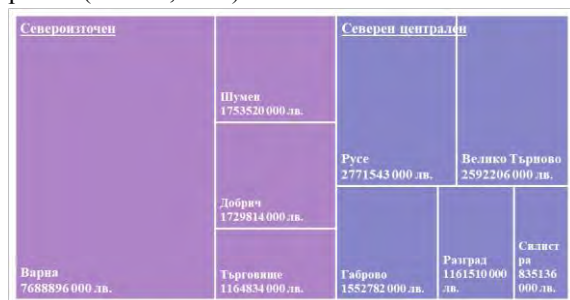 Североизточен
Варна
7688896 000 лв.
Шумен
1753520 000 лв.
Добрич
1729814 000 лв.
Търговище
1164834 000 лв.
Северен централен
Русе
2771543 000 лв.
Велико Търново
2592206 000 лв.
Габрово
1552782 000 лв.
Разград
1161510 000
лв.
Силист
ра
835136
000 лв.